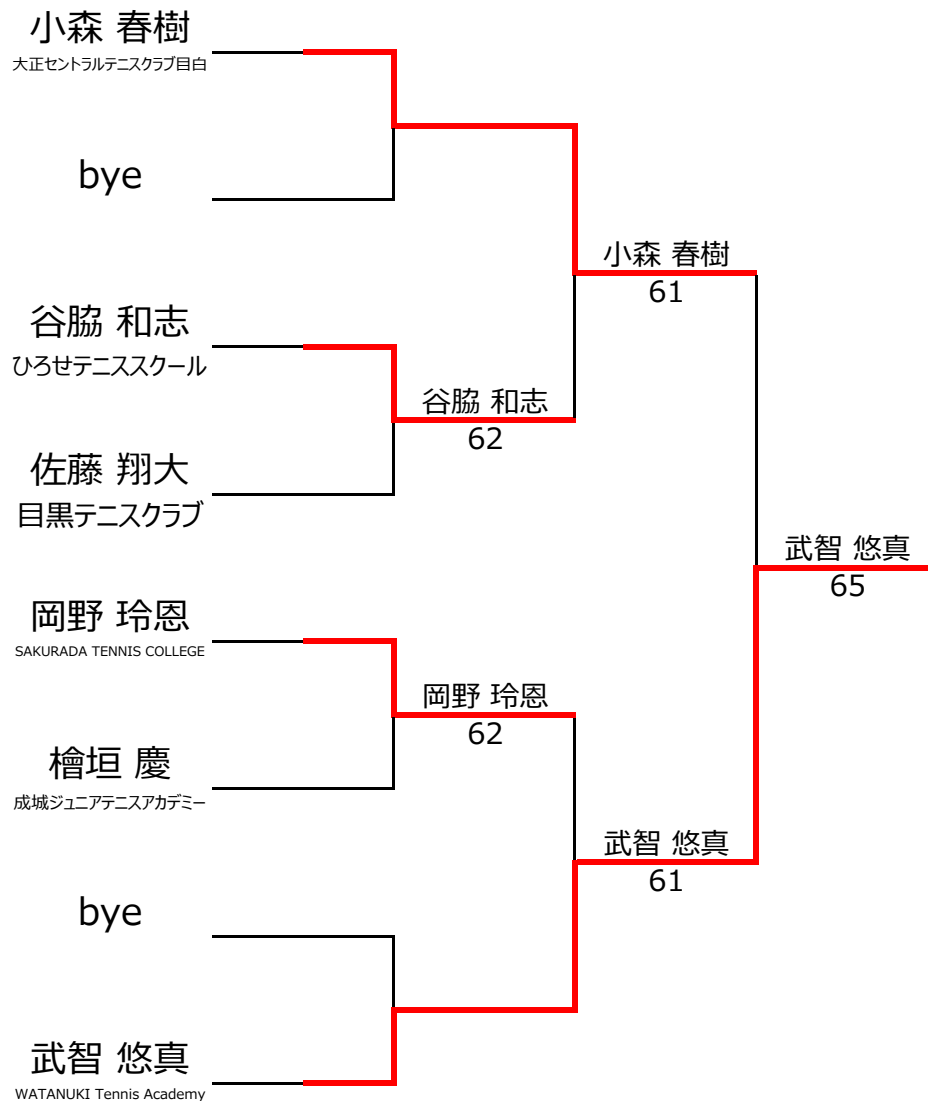 小森 春樹
大正セントラルテニスクラブ目白
bye
谷脇 和志
ひろせテニススクール
佐藤 翔大
目黒テニスクラブ
岡野 玲恩
SAKURADA TENNIS COLLEGE
檜垣 慶
成城ジュニアテニスアカデミー
bye
武智 悠真
WATANUKI Tennis Academy
谷脇 和志
62
岡野 玲恩
62
小森 春樹
61
武智 悠真
61
武智 悠真
65